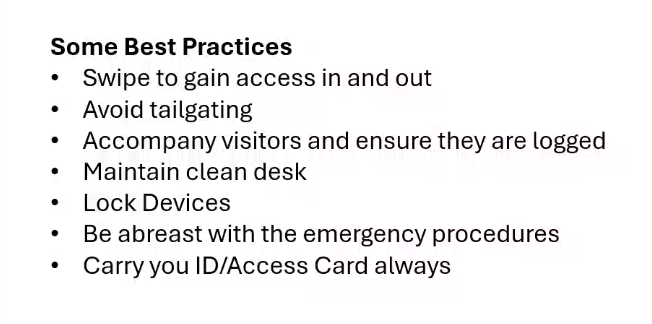 Some Best Practices
• Swipe to gain access in and out
• Avoid tailgating
• Accompany visitors and ensure they are logged
• Maintain clean desk
• Lock Devices
• Be abreast with the emergency procedures
• Carry you ID/Access Card always